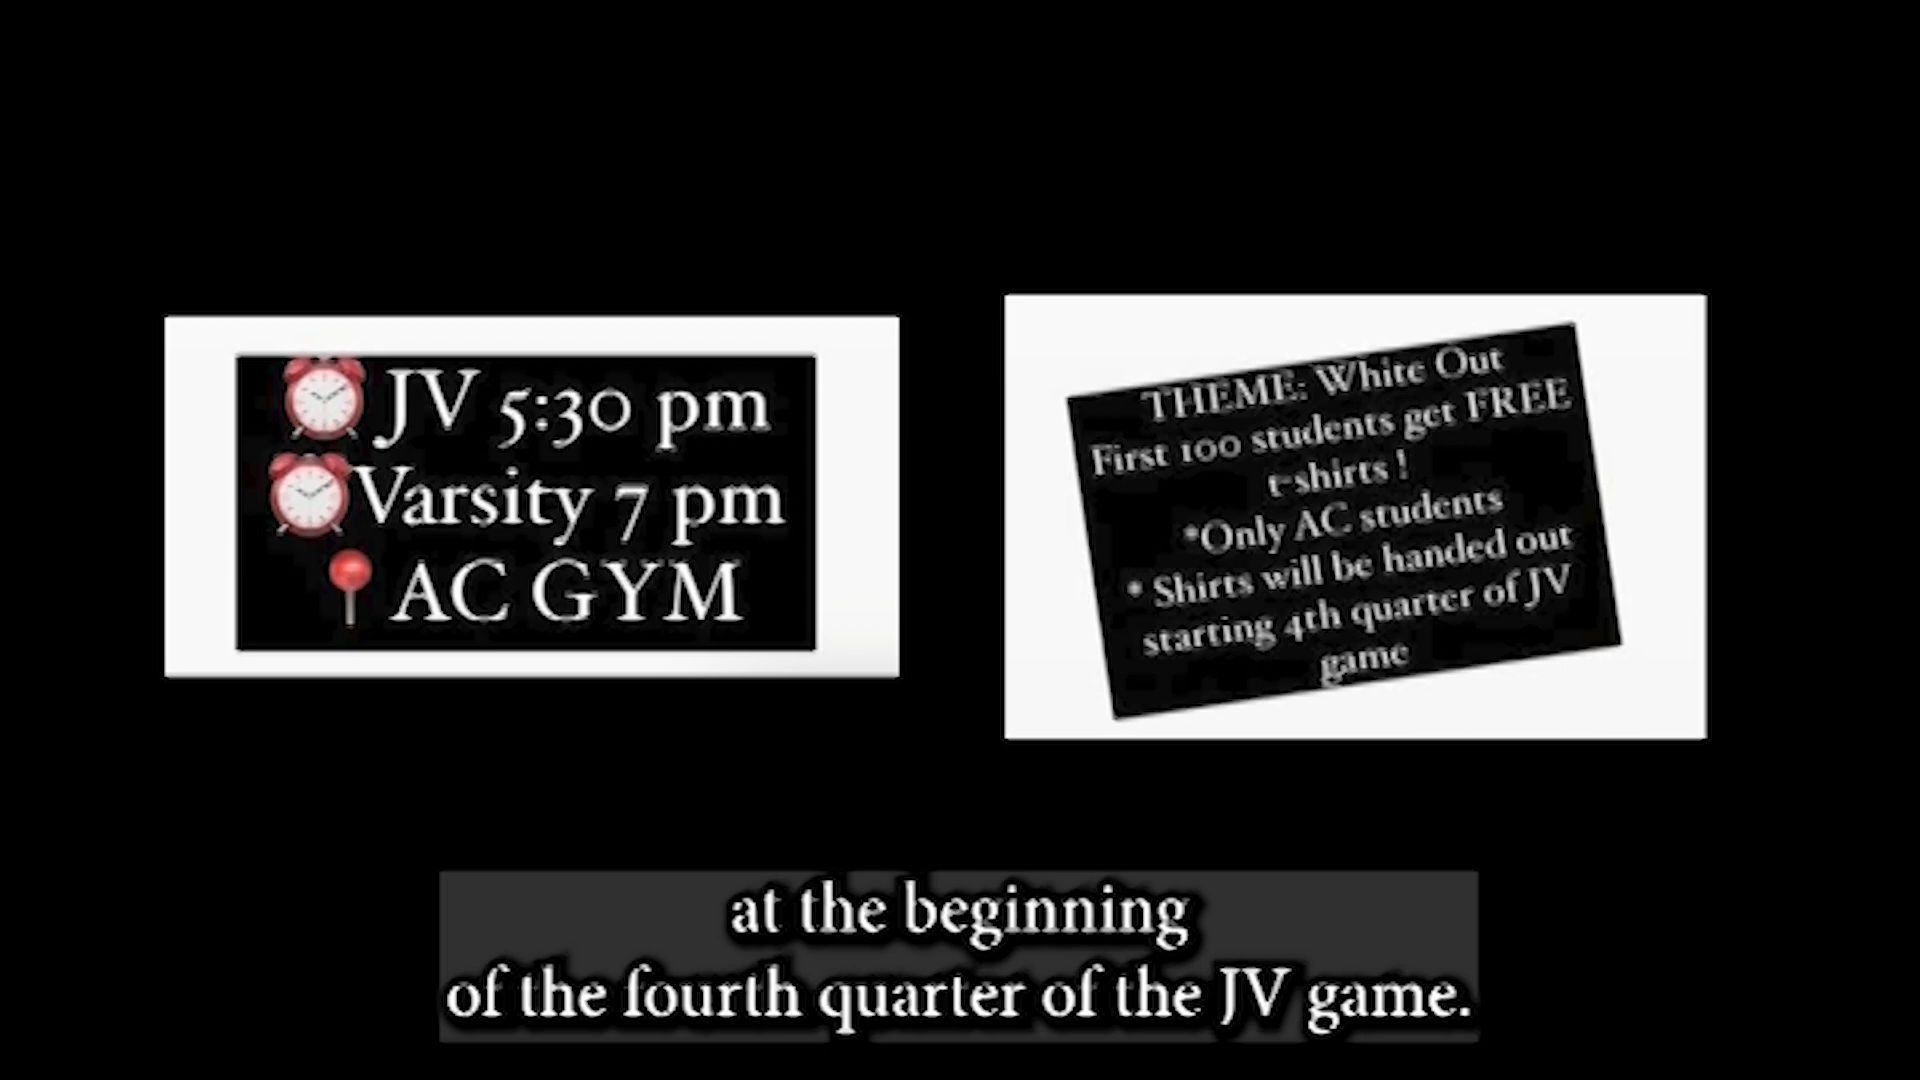 JV 5:30 pm
Varsity 7 pm
AC GYM
THEME: White Out
First 100 students get FREE
t-shirts !
*Only AC students
* Shirts will be handed out
starting 4th quarter of JV
game
at the beginning
of the fourth quarter of the JV game.